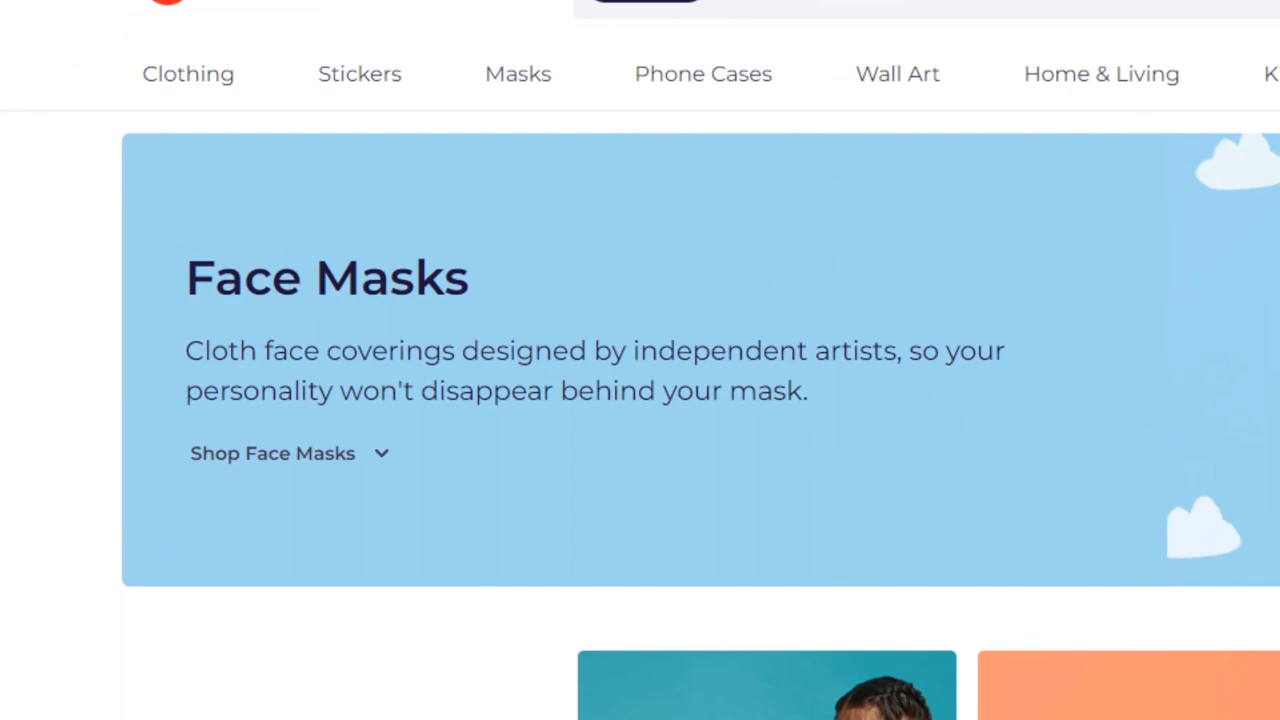 Clothing Stickers Masks Phone Cases Wall Art Home & Living K
Face Masks
Cloth face coverings designed by independent artists, so your
personality won't disappear behind your mask.
Shop Face Masks